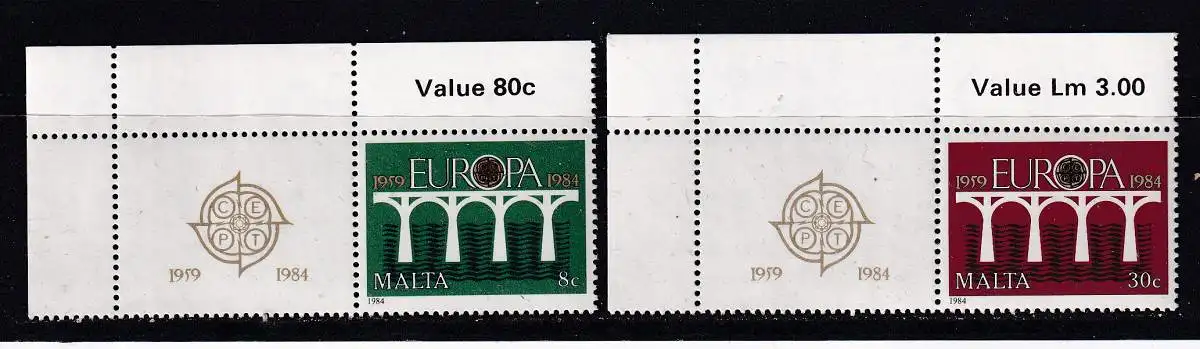 Value 80c
1959 EUROPA 1984
C E
P T
1959 1984
MALTA 8c
1984
Value Lm 3.00
1959 EUROPA 1984
C E
P T
1959 1984
MALTA 30c
1984